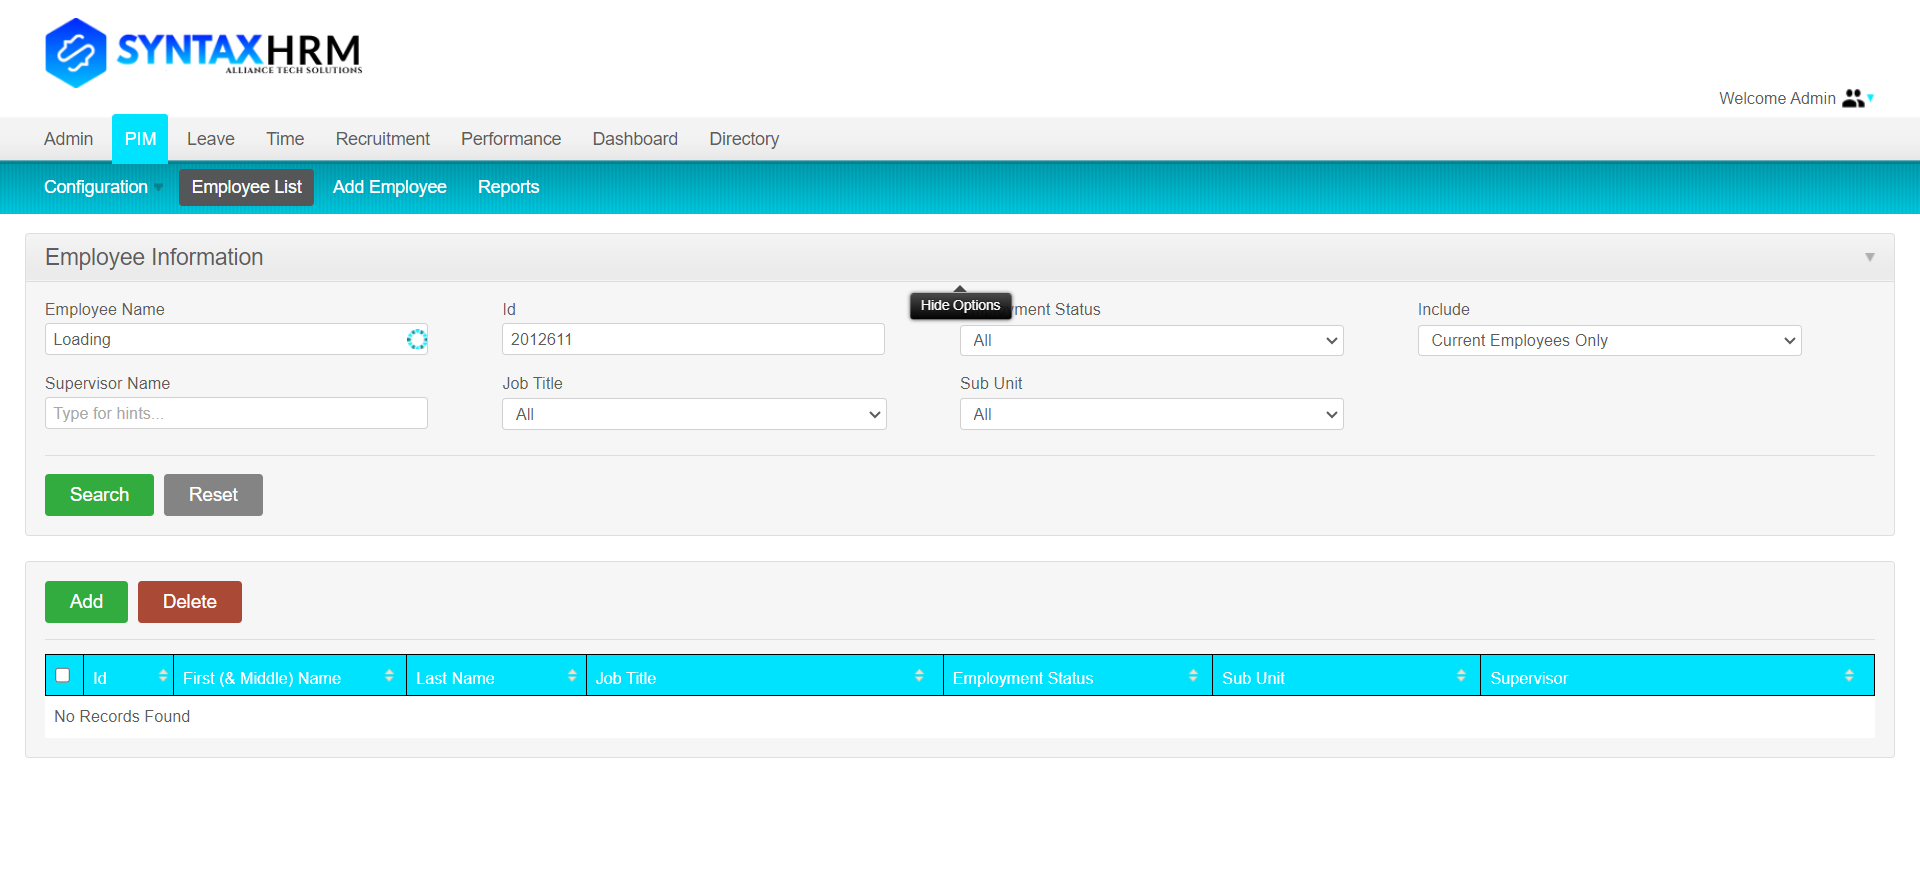 SYNTAXHRM
ALLIANCE TECH SOLUTIONS
Welcome Admin
Admin PIM Leave Time Recruitment Performance Dashboard Directory
Configuration Employee List Add Employee Reports
Employee Information
Hide Options
Employee Name Id yment Status Include
Loading 2012611 All Current Employees Only
Supervisor Name Job Title Sub Unit
Type for hints... All All
Search Reset
Add Delete
Id First (& Middle) Name Last Name Job Title Employment Status Sub Unit Supervisor
No Records Found